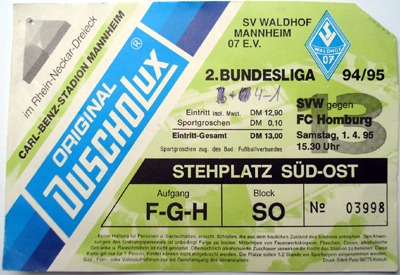 SV WALDHOF
MANNHEIM
07 E.V.
WALDHOF
07
im Rhein-Neckar-Dreieck
CARL-BENZ-STADION MANNHEIM
ORIGINAL
DUSCHOLUX
®
2. BUNDESLIGA 94/95
Eintritt incl. Mwst. DM 12,90
Sportgroschen DM 0,10
Eintritt-Gesamt DM 13,00
Sportgroschen zug. des Bad. Fußballverbandes
13
SVW gegen
FC Homburg
Samstag, 1. 4. 95
15.30 Uhr
STEHPLATZ SÜD-OST
Aufgang
F-G-H
Block
SO
№ 03998